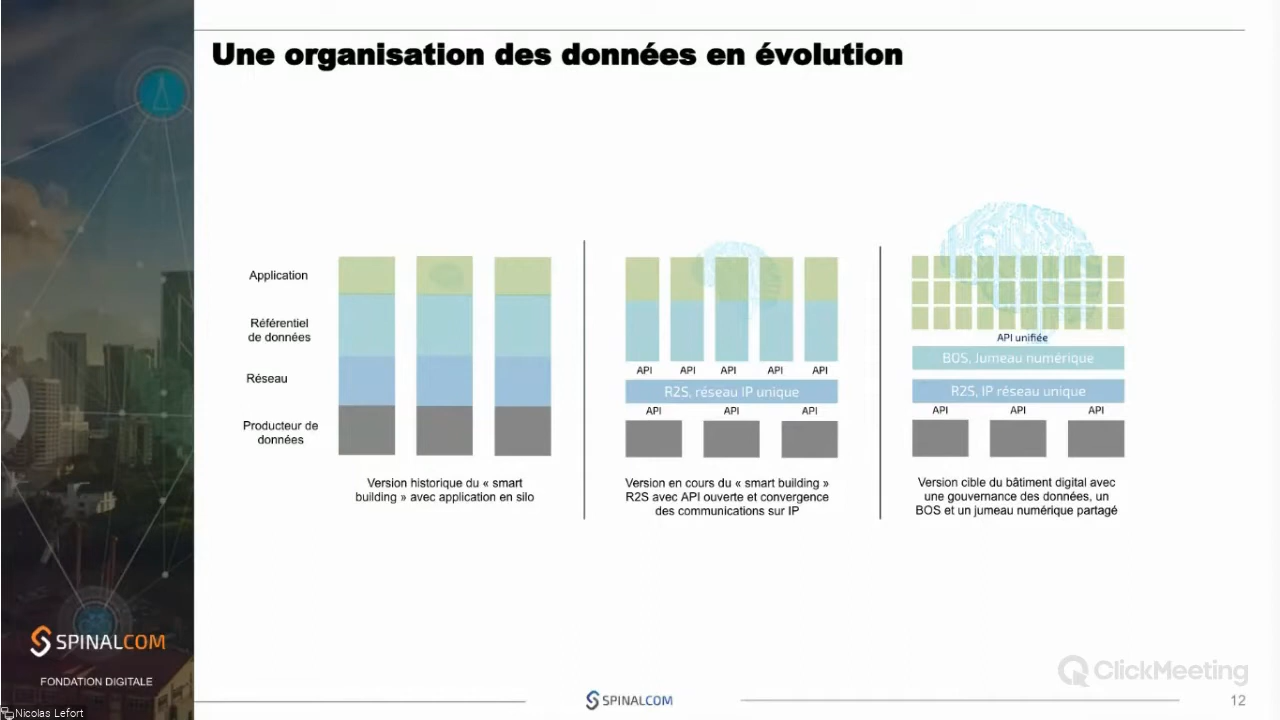 Une organisation des données en évolution
Application
Référentiel
de données
Réseau
Producteur de
données
Version historique du « smart
building » avec application en silo
API API API API API
R2S, réseau IP unique
API API API
Version en cours du « smart building »
R2S avec API ouverte et convergence
des communications sur IP
API unifiée
BOS, Jumeau numérique
R2S, IP réseau unique
API API API
Version cible du bâtiment digital avec
une gouvernance des données, un
BOS et un jumeau numérique partagé
SPINALCOM
FONDATION DIGITALE
SPINALCOM
ClickMeeting
12
Nicolas Lefort